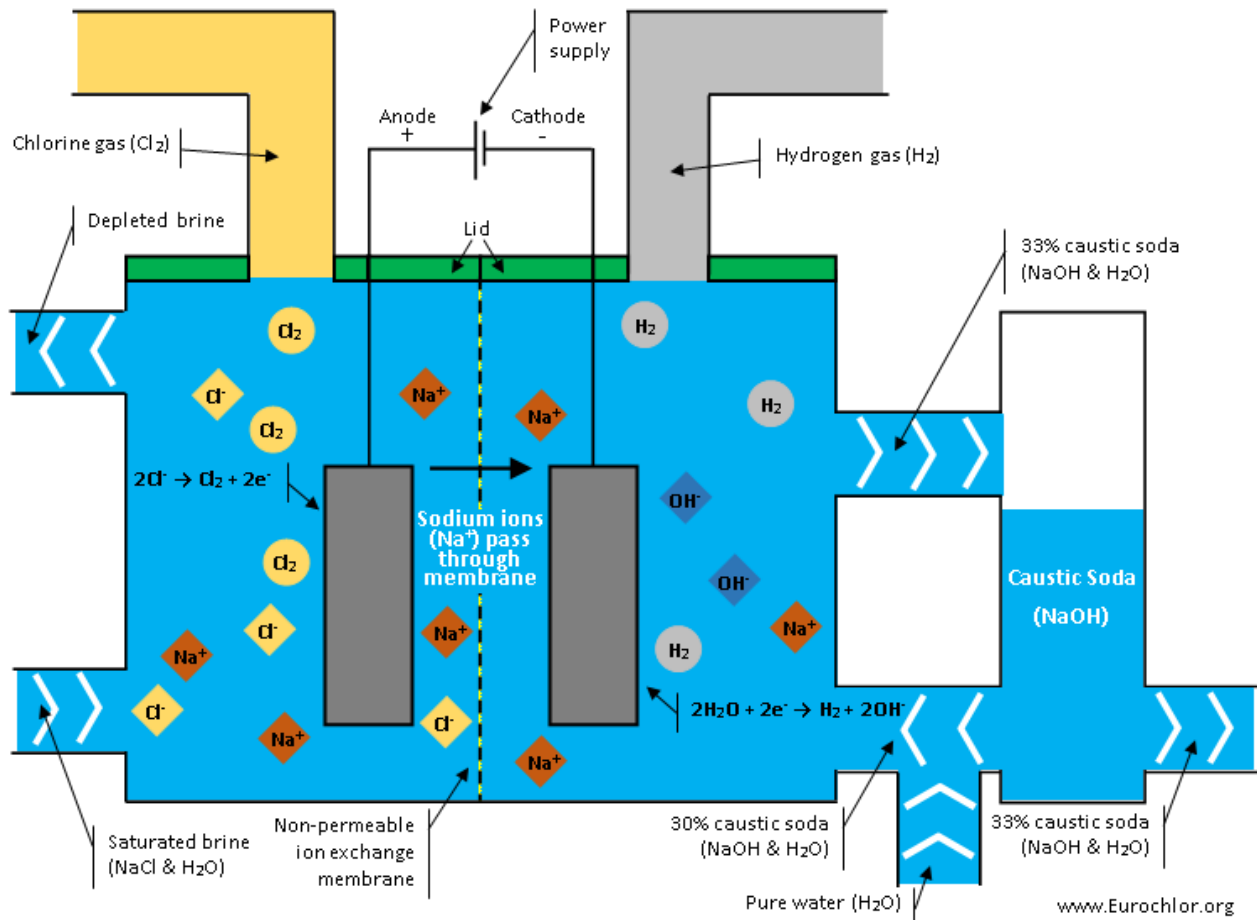 Power
supply
Anode
+
Cathode
-
Chlorine gas (Cl₂)
Hydrogen gas (H₂)
Depleted brine
Lid
33% caustic soda
(NaOH & H₂O)
Cl₂
H₂
Cl⁻
Na⁺
Na⁺
H₂
Cl₂
2Cl⁻ → Cl₂ + 2e⁻
OH⁻
Sodium ions
(Na⁺) pass
through
membrane
Cl₂
OH⁻
Caustic Soda
(NaOH)
Cl⁻
Na⁺
Na⁺
Na⁺
H₂
Cl⁻
Na⁺
Cl⁻
2H₂O + 2e⁻ → H₂ + 2OH⁻
Na⁺
Saturated brine
(NaCl & H₂O)
Non-permeable
ion exchange
membrane
30% caustic soda
(NaOH & H₂O)
33% caustic soda
(NaOH & H₂O)
Pure water (H₂O)
www.Eurochlor.org